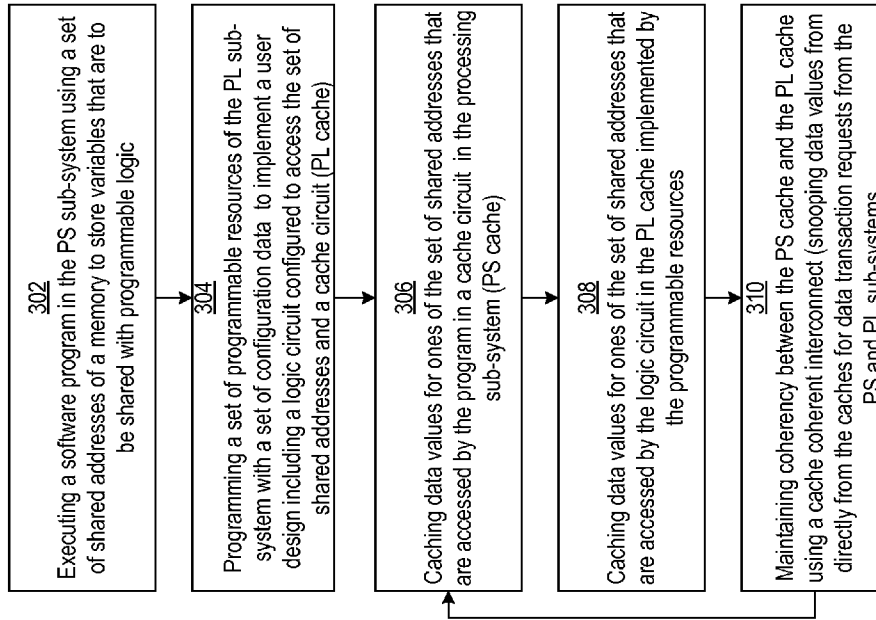 302
Executing a software program in the PS sub-system using a set
of shared addresses of a memory to store variables that are to
be shared with programmable logic
304
Programming a set of programmable resources of the PL sub-
system with a set of configuration data to implement a user
design including a logic circuit configured to access the set of
shared addresses and a cache circuit (PL cache)
306
Caching data values for ones of the set of shared addresses that
are accessed by the program in a cache circuit in the processing
sub-system (PS cache)
308
Caching data values for ones of the set of shared addresses that
are accessed by the logic circuit in the PL cache implemented by
the programmable resources
310
Maintaining coherency between the PS cache and the PL cache
using a cache coherent interconnect (snooping data values from
directly from the caches for data transaction requests from the
PS and PL sub-systems